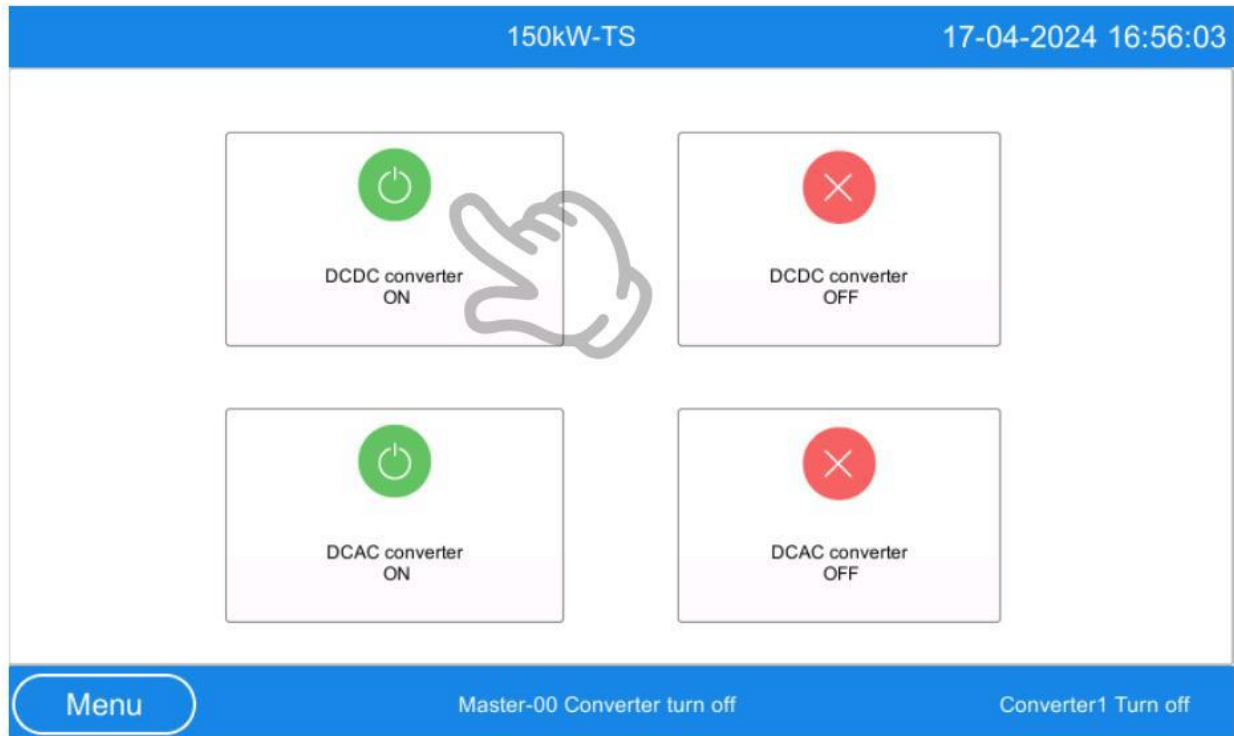 150kW-TS
17-04-2024 16:56:03
DCDC converter
ON
DCDC converter
OFF
DCAC converter
ON
DCAC converter
OFF
Menu
Master-00 Converter turn off
Converter1 Turn off